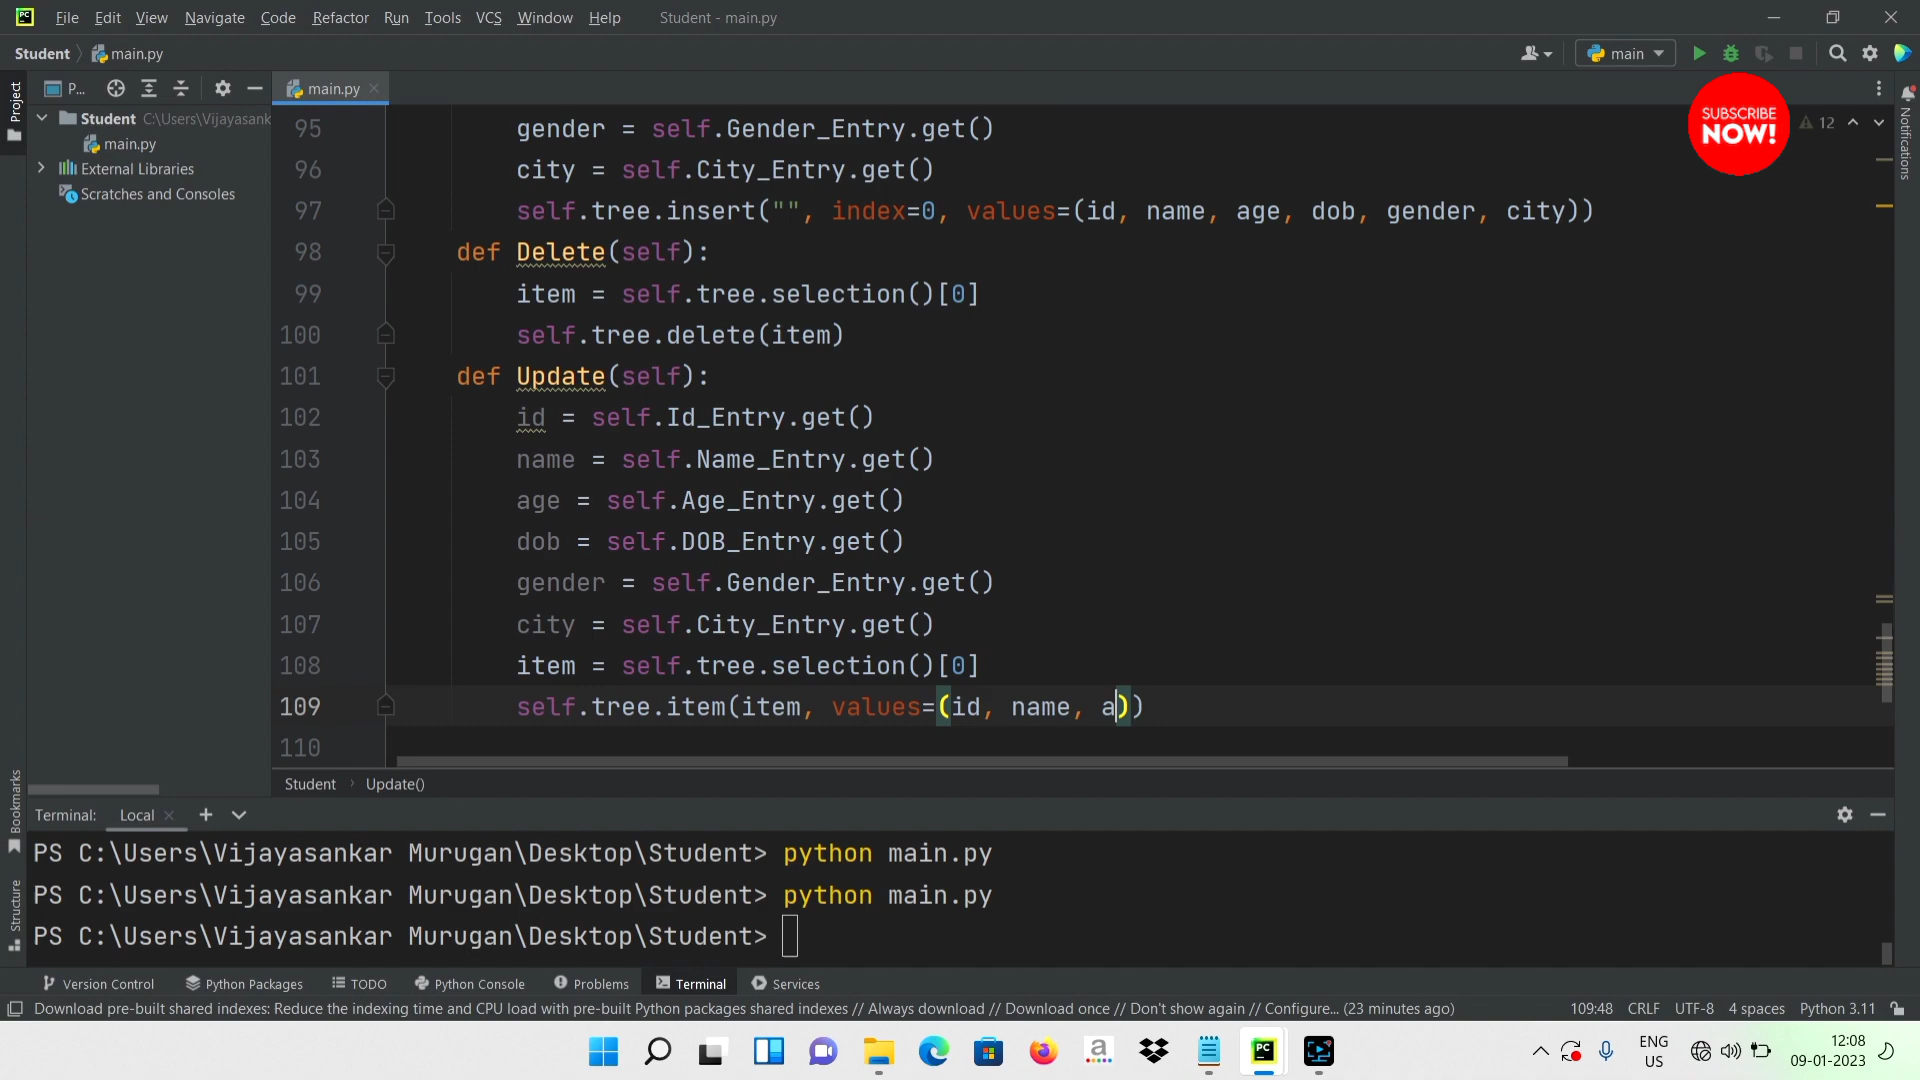 File Edit View Navigate Code Refactor Run Tools VCS Window Help Student - main.py
Student main.py main
P... main.py
Project
Student C:\Users\Vijayasank
main.py
External Libraries
Scratches and Consoles
SUBSCRIBE
NOW!
12
Notifications
95 gender = self.Gender_Entry.get()
96 city = self.City_Entry.get()
97 self.tree.insert("", index=0, values=(id, name, age, dob, gender, city))
98 def Delete(self):
99 item = self.tree.selection()[0]
100 self.tree.delete(item)
101 def Update(self):
102 id = self.Id_Entry.get()
103 name = self.Name_Entry.get()
104 age = self.Age_Entry.get()
105 dob = self.DOB_Entry.get()
106 gender = self.Gender_Entry.get()
107 city = self.City_Entry.get()
108 item = self.tree.selection()[0]
109 self.tree.item(item, values=(id, name, a))
110
Student Update()
Bookmarks
Structure
Terminal: Local
PS C:\Users\Vijayasankar Murugan\Desktop\Student> python main.py
PS C:\Users\Vijayasankar Murugan\Desktop\Student> python main.py
PS C:\Users\Vijayasankar Murugan\Desktop\Student>
Version Control Python Packages TODO Python Console Problems Terminal Services
Download pre-built shared indexes: Reduce the indexing time and CPU load with pre-built Python packages shared indexes // Always download // Download once // Don't show again // Configure... (23 minutes ago) 109:48 CRLF UTF-8 4 spaces Python 3.11
ENG
US
12:08
09-01-2023